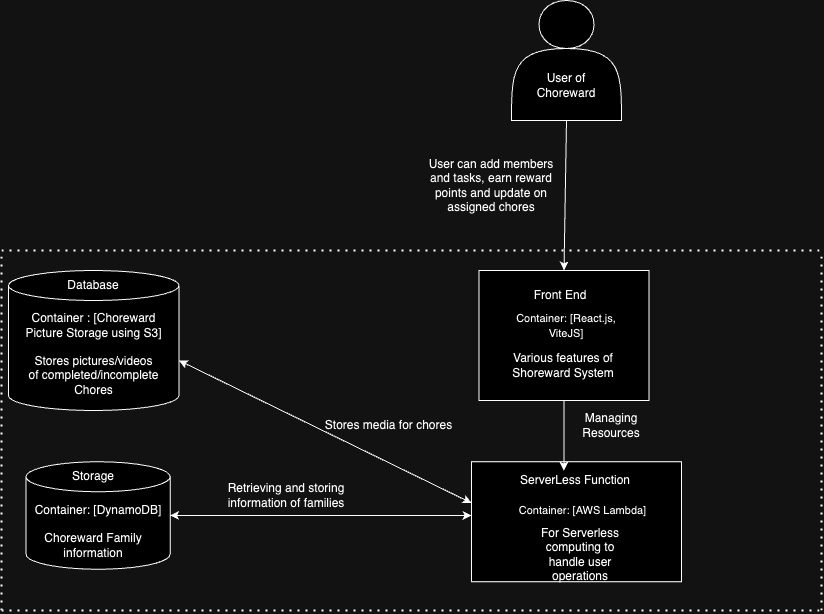 User of
Choreward
User can add members
and tasks, earn reward
points and update on
assigned chores
Database
Container : [Choreward
Picture Storage using S3]
Stores pictures/videos
of completed/incomplete
Chores
Front End
Container: [React.js,
ViteJS]
Various features of
Shoreward System
Managing
Resources
Stores media for chores
Storage
Container: [DynamoDB]
Choreward Family
information
Retrieving and storing
information of families
ServerLess Function
Container: [AWS Lambda]
For Serverless
computing to
handle user
operations